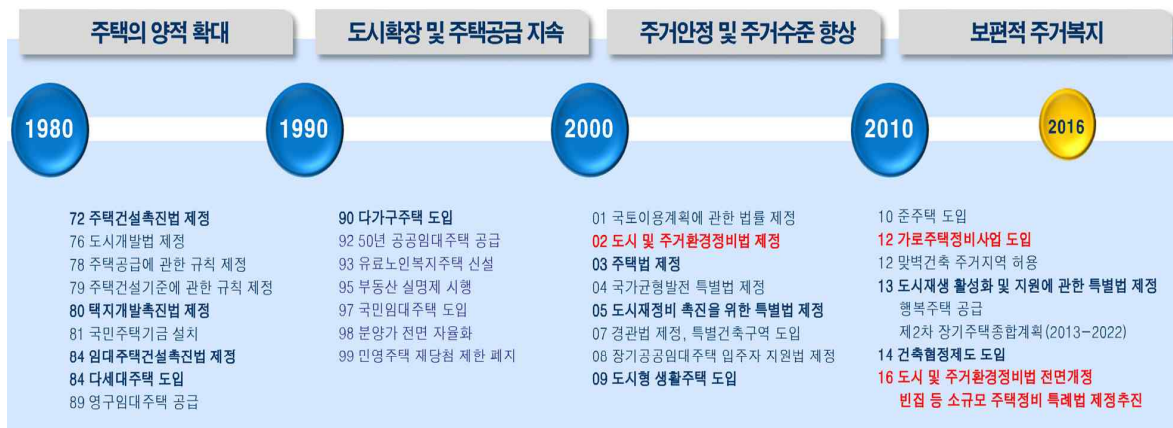 주택의 양적 확대
도시확장 및 주택공급 지속
주거안정 및 주거수준 향상
보편적 주거복지
1980
1990
2000
2010
2016
72 주택건설촉진법 제정
76 도시개발법 제정
78 주택공급에 관한 규칙 제정
79 주택건설기준에 관한 규칙 제정
80 택지개발촉진법 제정
81 국민주택기금 설치
84 임대주택건설촉진법 제정
84 다세대주택 도입
89 영구임대주택 공급
90 다가구주택 도입
92 50년 공공임대주택 공급
93 유료노인복지주택 신설
95 부동산 실명제 시행
97 국민임대주택 도입
98 분양가 전면 자율화
99 민영주택 재당첨 제한 폐지
01 국토이용계획에 관한 법률 제정
02 도시 및 주거환경정비법 제정
03 주택법 제정
04 국가균형발전 특별법 제정
05 도시재정비 촉진을 위한 특별법 제정
07 경관법 제정, 특별건축구역 도입
08 장기공공임대주택 입주자 지원법 제정
09 도시형 생활주택 도입
10 준주택 도입
12 가로주택정비사업 도입
12 맞벽건축 주거지역 허용
13 도시재생 활성화 및 지원에 관한 특별법 제정
행복주택 공급
제2차 장기주택종합계획(2013-2022)
14 건축협정제도 도입
16 도시 및 주거환경정비법 전면개정
빈집 등 소규모 주택정비 특례법 제정추진